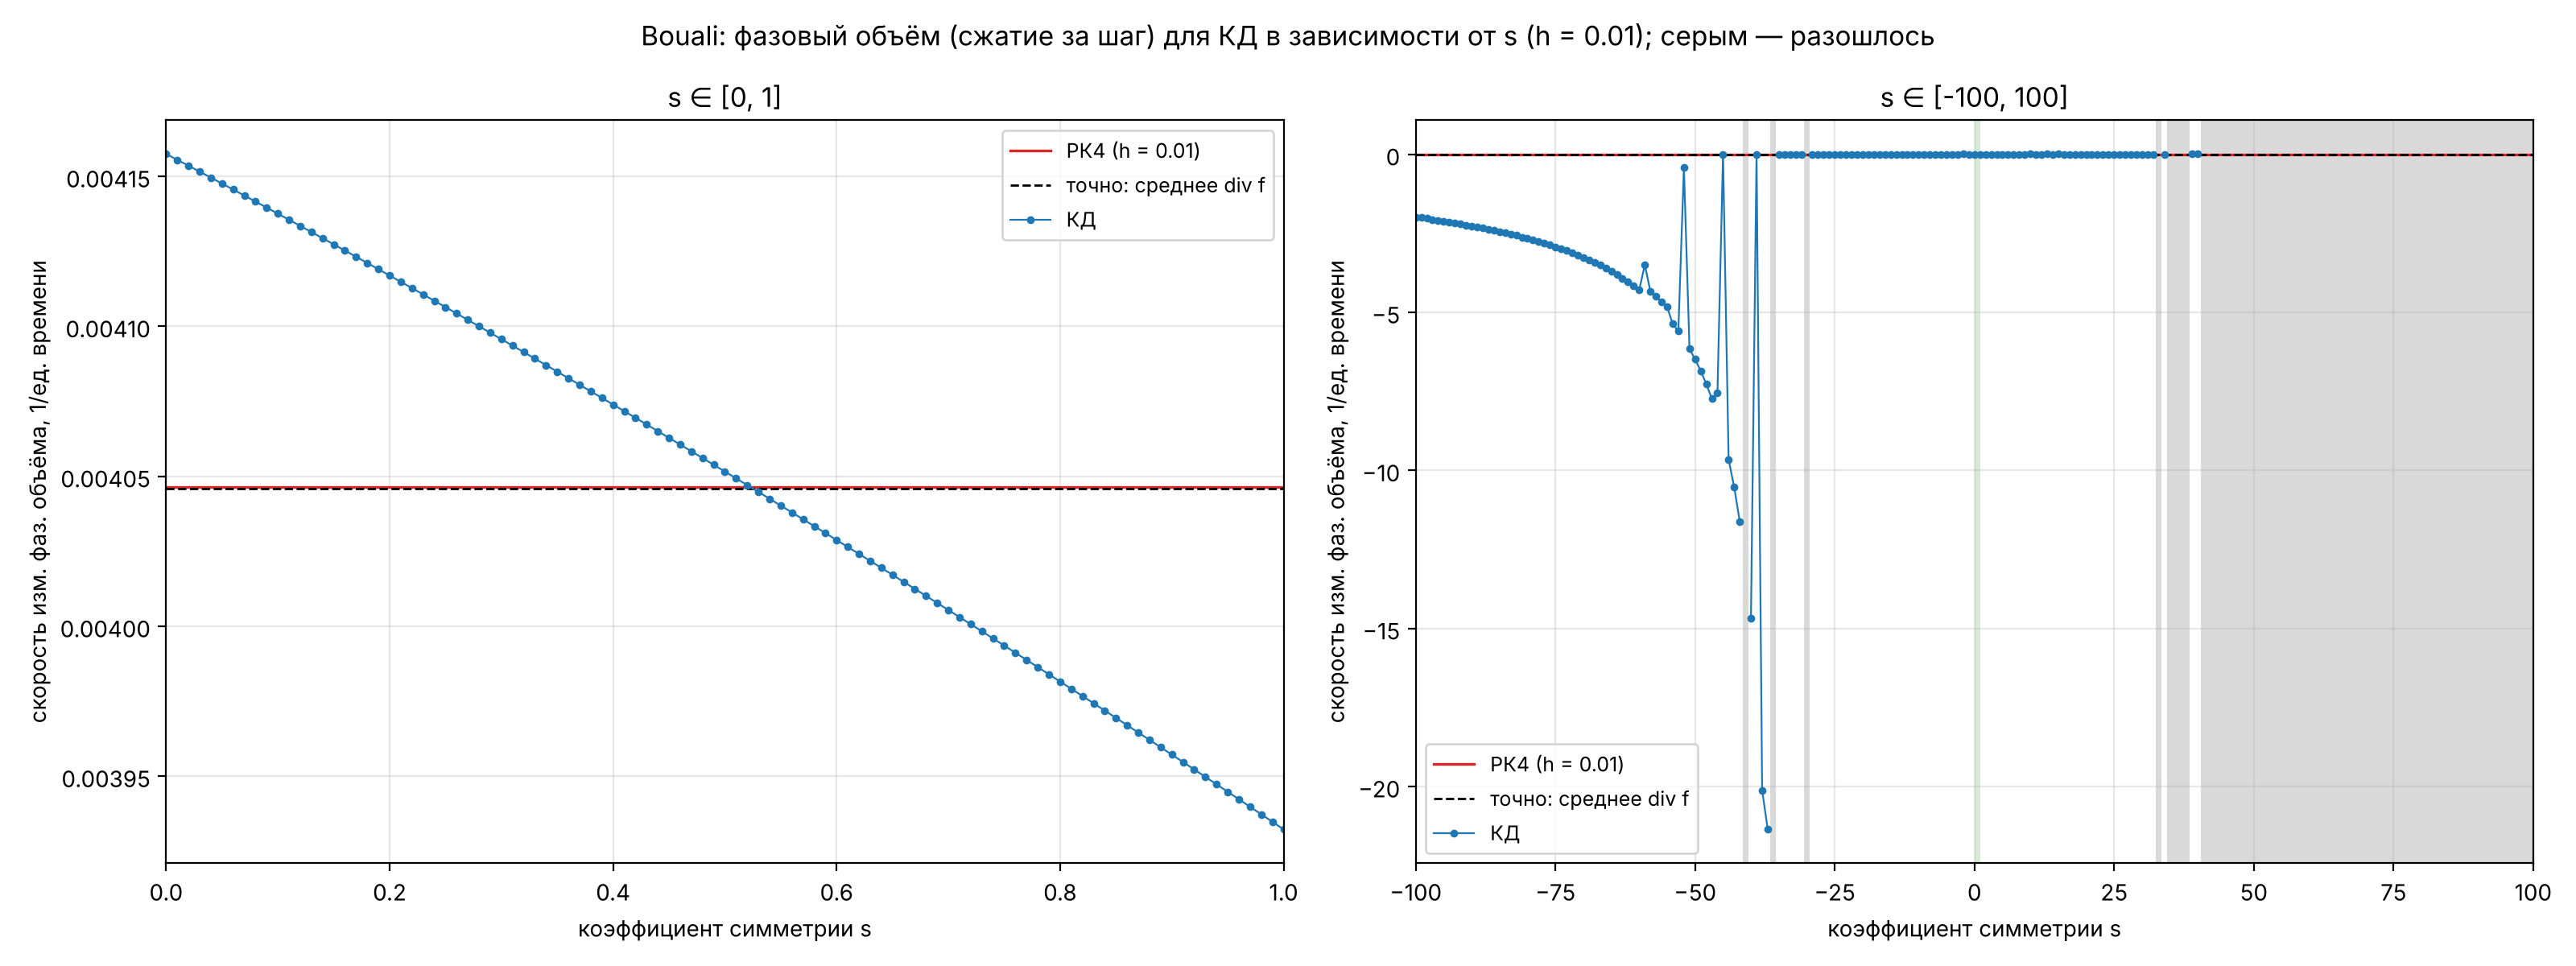 Bouali: фазовый объём (сжатие за шаг) для КД в зависимости от s (h = 0.01); серым — разошлось
s ∈ [0, 1]
скорость изм. фаз. объёма, 1/ед. времени
0.00415
0.00410
0.00405
0.00400
0.00395
РК4 (h = 0.01)
точно: среднее div f
КД
0.0
0.2
0.4
0.6
0.8
1.0
коэффициент симметрии s
s ∈ [-100, 100]
скорость изм. фаз. объёма, 1/ед. времени
0
−5
−10
−15
−20
РК4 (h = 0.01)
точно: среднее div f
КД
−100
−75
−50
−25
0
25
50
75
100
коэффициент симметрии s